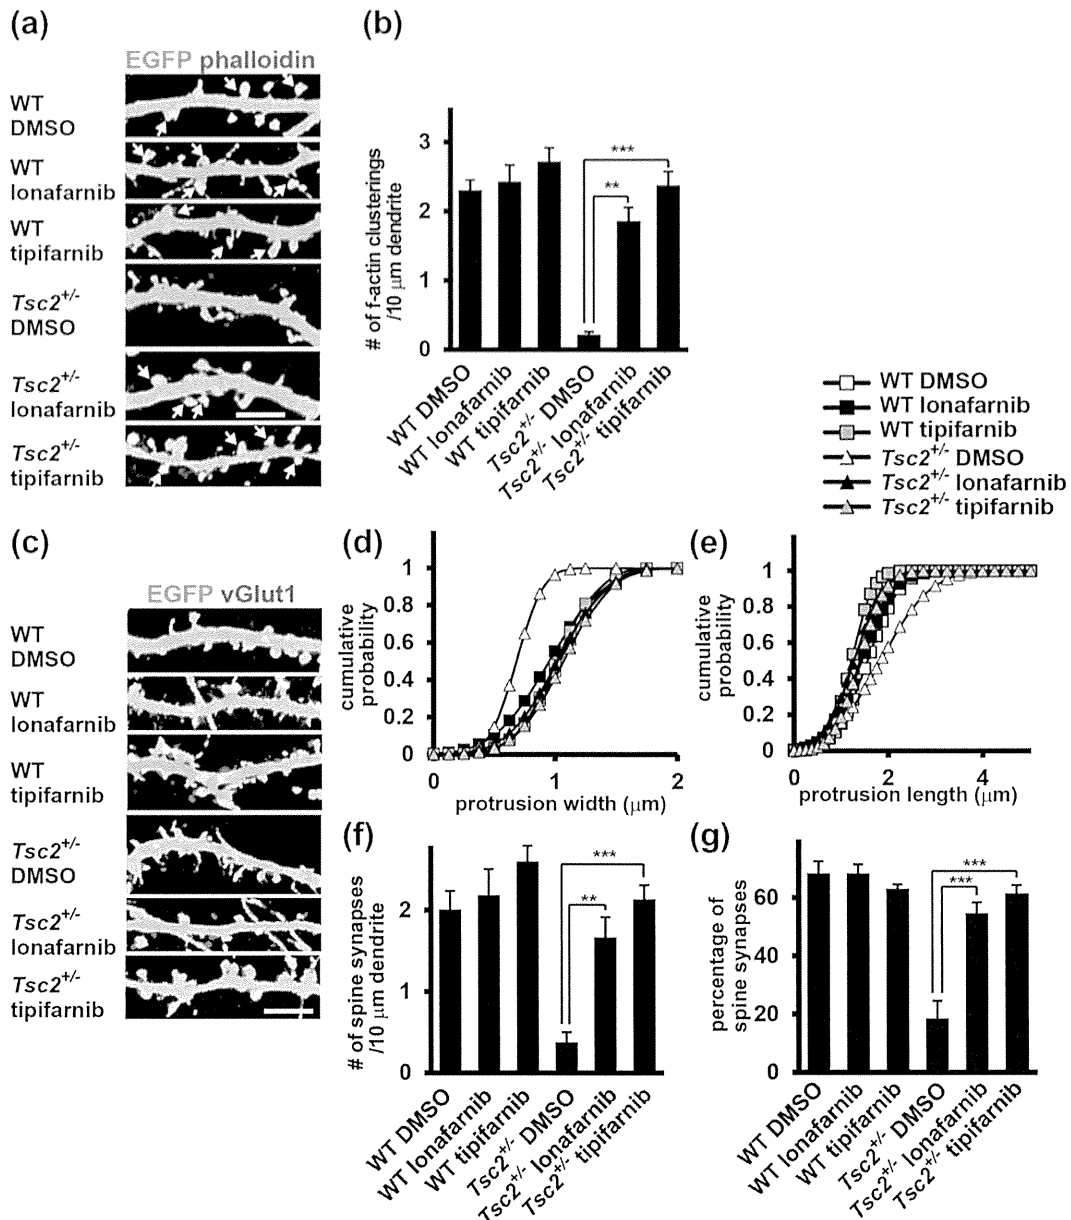 (a)
EGFP phalloidin
WT
DMSO
WT
lonafarnib
WT
tipifarnib
Tsc2+/-
DMSO
Tsc2+/-
lonafarnib
Tsc2+/-
tipifarnib
(b)
# of f-actin clusterings
/10 μm dendrite
3
2
1
0
***
**
WT DMSO
WT lonafarnib
WT tipifarnib
Tsc2+/- DMSO
Tsc2+/- lonafarnib
Tsc2+/- tipifarnib
WT DMSO
WT lonafarnib
WT tipifarnib
Tsc2+/- DMSO
Tsc2+/- lonafarnib
Tsc2+/- tipifarnib
(c)
EGFP vGlut1
WT
DMSO
WT
lonafarnib
WT
tipifarnib
Tsc2+/-
DMSO
Tsc2+/-
lonafarnib
Tsc2+/-
tipifarnib
(d)
cumulative
probability
1
0.8
0.6
0.4
0.2
0
0 1 2
protrusion width (μm)
(e)
cumulative
probability
1
0.8
0.6
0.4
0.2
0
0 2 4
protrusion length (μm)
(f)
# of spine synapses
/10 μm dendrite
2
1
0
***
**
WT DMSO
WT lonafarnib
WT tipifarnib
Tsc2+/- DMSO
Tsc2+/- lonafarnib
Tsc2+/- tipifarnib
(g)
percentage of
spine synapses
60
40
20
0
***
***
WT DMSO
WT lonafarnib
WT tipifarnib
Tsc2+/- DMSO
Tsc2+/- lonafarnib
Tsc2+/- tipifarnib